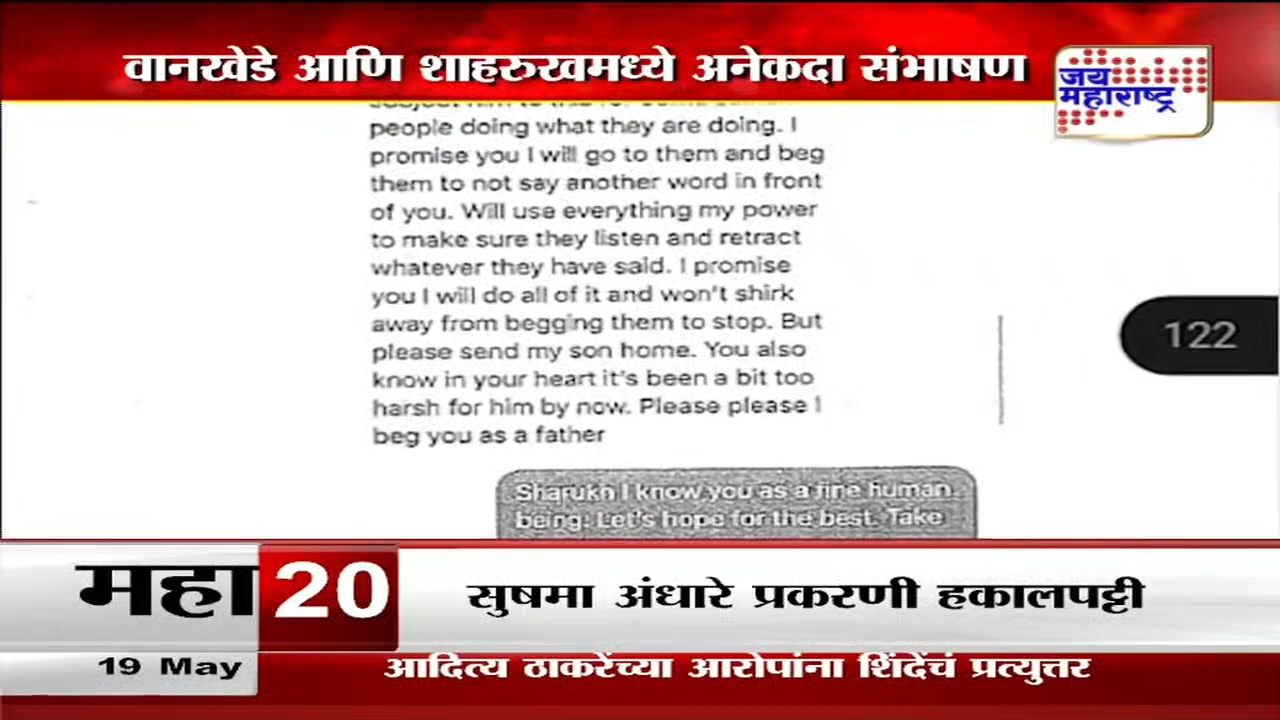 वानखेडे आणि शाहरुखमध्ये अनेकदा संभाषण
जय
महाराष्ट्र
people doing what they are doing. I
promise you I will go to them and beg
them to not say another word in front
of you. Will use everything my power
to make sure they listen and retract
whatever they have said. I promise
you I will do all of it and won't shirk
away from begging them to stop. But
please send my son home. You also
know in your heart it's been a bit too
harsh for him by now. Please please I
beg you as a father
122
Sharukh I know you as a fine human
being. Let's hope for the best. Take
महा 20
सुषमा अंधारे प्रकरणी हकालपट्टी
19 May
आदित्य ठाकरेंच्या आरोपांना शिंदेंचं प्रत्युत्तर